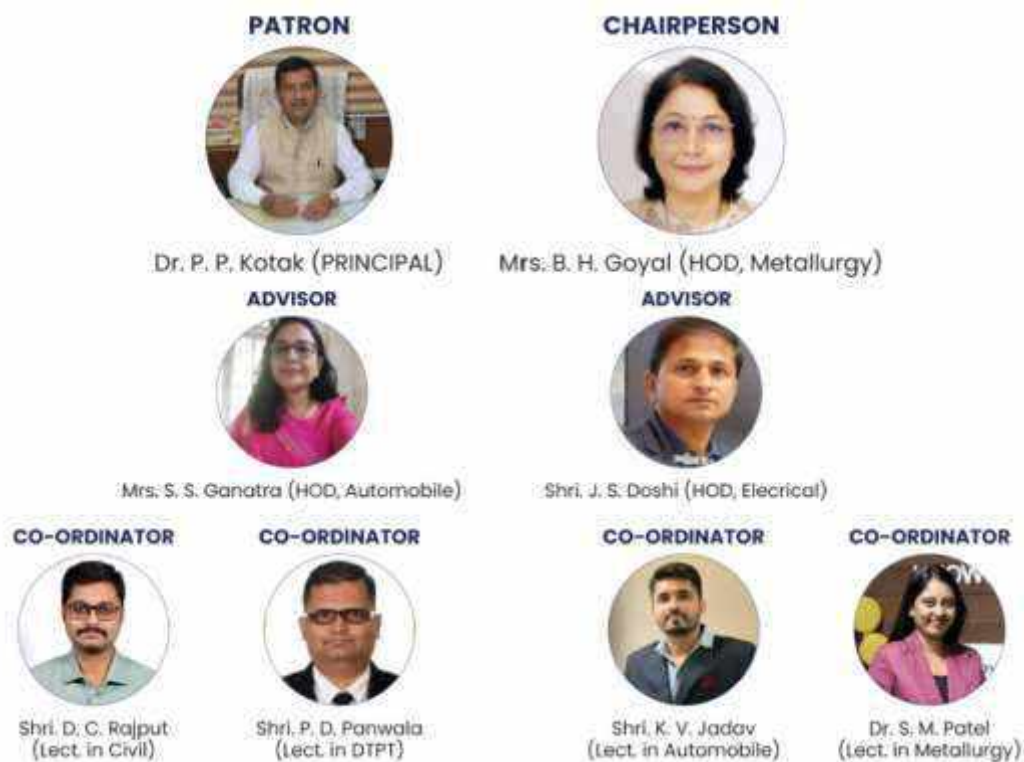 PATRON
CHAIRPERSON
Dr. P. P. Kotak (PRINCIPAL)
Mrs. B. H. Goyal (HOD, Metallurgy)
ADVISOR
ADVISOR
Mrs. S. S. Ganatra (HOD, Automobile)
Shri. J. S. Doshi (HOD, Elecrical)
CO-ORDINATOR
CO-ORDINATOR
CO-ORDINATOR
CO-ORDINATOR
Shri. D. C. Rajput
(Lect. in Civil)
Shri. P. D. Panwala
(Lect. in DTPT)
Shri. K. V. Jadav
(Lect. in Automobile)
Dr. S. M. Patel
(Lect. in Metallurgy)